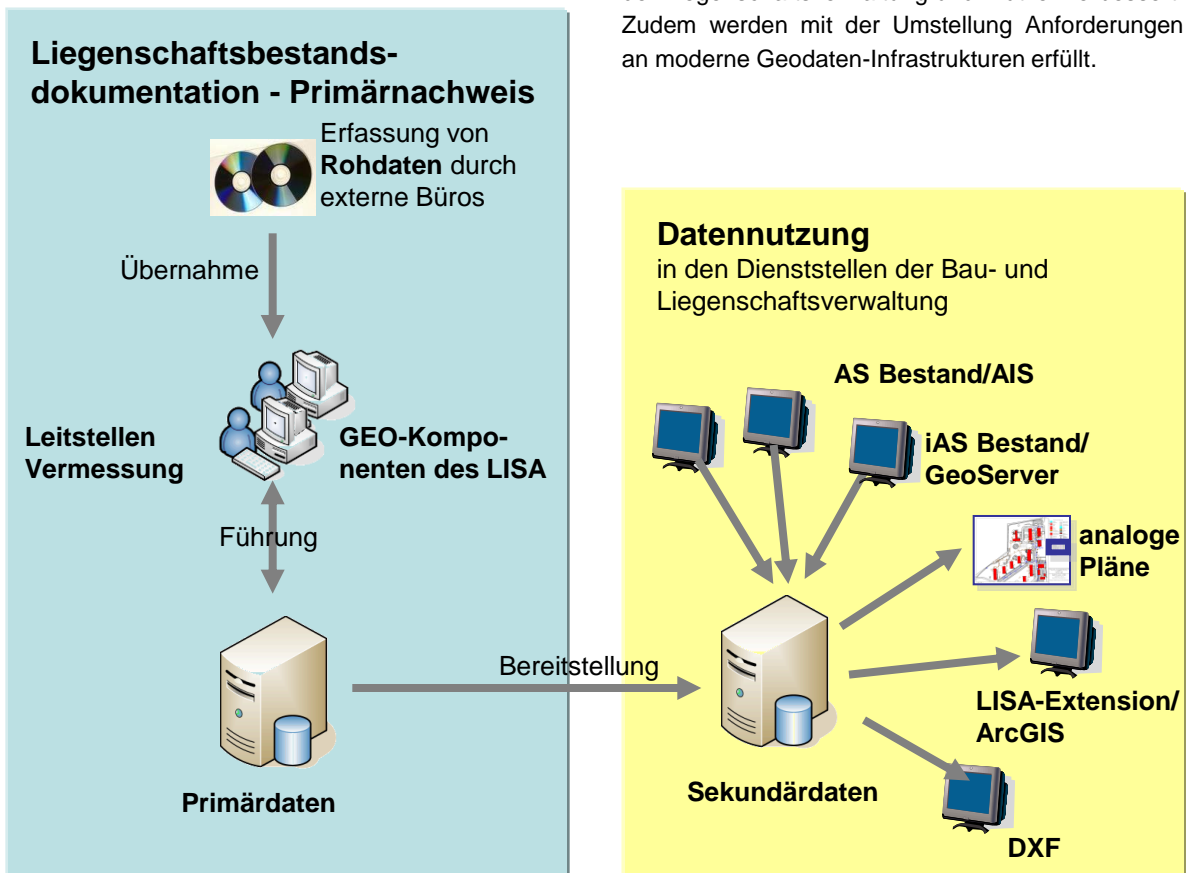 Zudem werden mit der Umstellung Anforderungen
an moderne Geodaten-Infrastrukturen erfüllt.
Liegenschaftsbestands-
dokumentation - Primärnachweis
Erfassung von
Rohdaten durch
externe Büros
Übernahme
Leitstellen
Vermessung
GEO-Kompo-
nenten des LISA
Führung
Primärdaten
Bereitstellung
Datennutzung
in den Dienststellen der Bau- und
Liegenschaftsverwaltung
AS Bestand/AIS
iAS Bestand/
GeoServer
analoge
Pläne
LISA-Extension/
ArcGIS
Sekundärdaten
DXF